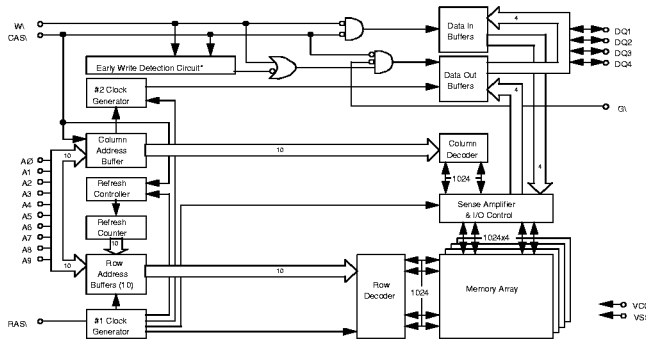 W\
CAS\
Data In
Buffers
4
DQ1
DQ2
DQ3
DQ4
Early Write Detection Circuit*
Data Out
Buffers
4
G\
#2 Clock
Generator
Column
Address
Buffer
10
10
Column
Decoder
4
1024
AØ
A1
A2
A3
A4
A5
A6
A7
A8
A9
10
Refresh
Controller
Refresh
Counter
10
Sense Amplifier
& I/O Control
1024x4
10
Row
Address
Buffers (10)
10
Row
Decoder
1024
Memory Array
RAS\
#1 Clock
Generator